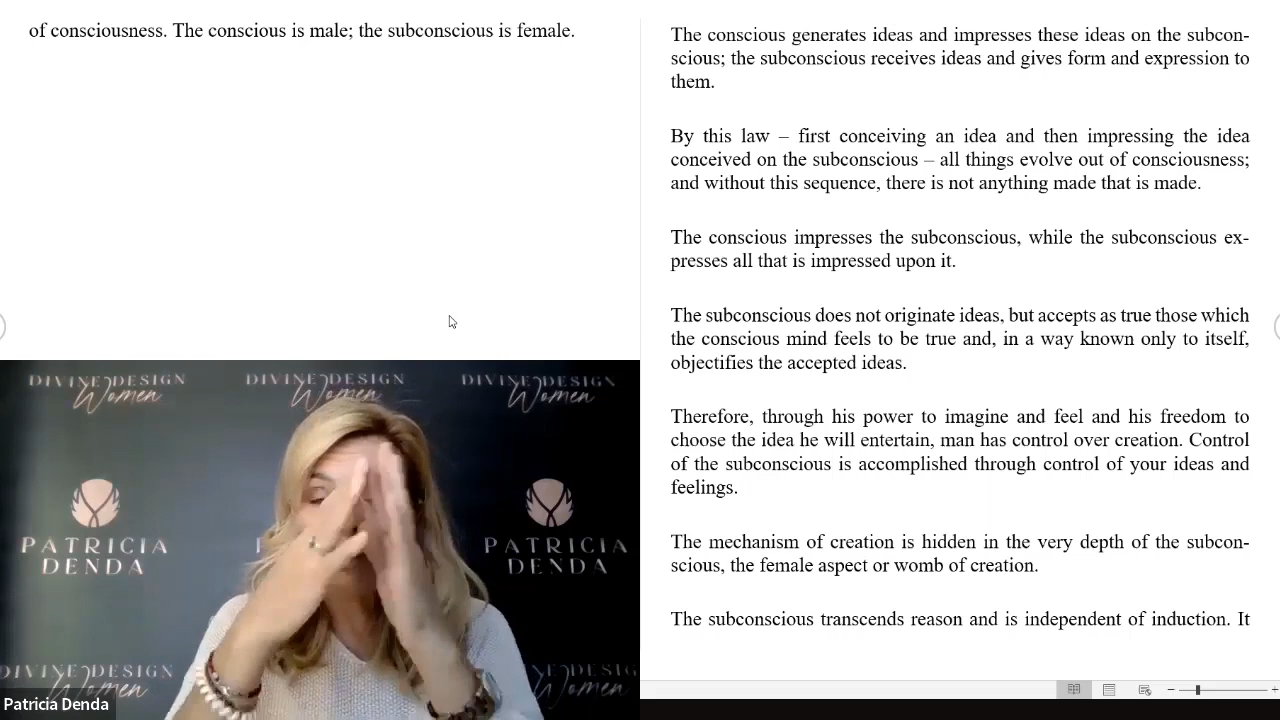 of consciousness. The conscious is male; the subconscious is female.
The conscious generates ideas and impresses these ideas on the subcon-
scious; the subconscious receives ideas and gives form and expression to
them.
By this law – first conceiving an idea and then impressing the idea
conceived on the subconscious – all things evolve out of consciousness;
and without this sequence, there is not anything made that is made.
The conscious impresses the subconscious, while the subconscious ex-
presses all that is impressed upon it.
The subconscious does not originate ideas, but accepts as true those which
the conscious mind feels to be true and, in a way known only to itself,
objectifies the accepted ideas.
Therefore, through his power to imagine and feel and his freedom to
choose the idea he will entertain, man has control over creation. Control
of the subconscious is accomplished through control of your ideas and
feelings.
The mechanism of creation is hidden in the very depth of the subcon-
scious, the female aspect or womb of creation.
The subconscious transcends reason and is independent of induction. It
DIVINE DESIGN DIVINE DESIGN DIVINE DESIGN
Women Women Women
PATRICIA PATRICIA
DENDA DENDA
DIVINE DESIGN DESIGN
Women Women
Patricia Denda